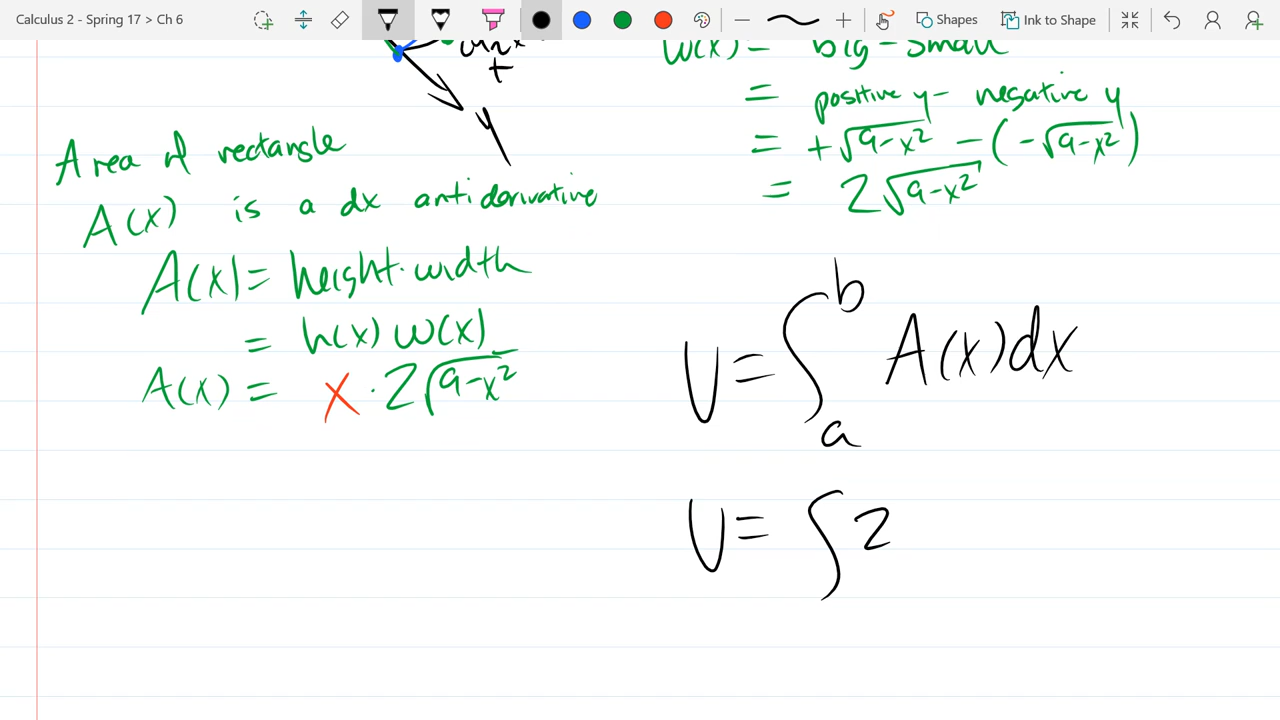 Calculus 2 - Spring 17 > Ch 6
Shapes
Ink to Shape
y
w(x) = big - small
= positive y - negative y
= +√9-x² - (-√9-x²)
= 2√9-x²
Area of rectangle
A(x) is a dx antiderivative
A(x) = height · width
= h(x) w(x)
A(x) = x · 2√9-x²
V = ∫ₐᵇ A(x) dx
V = ∫ 2